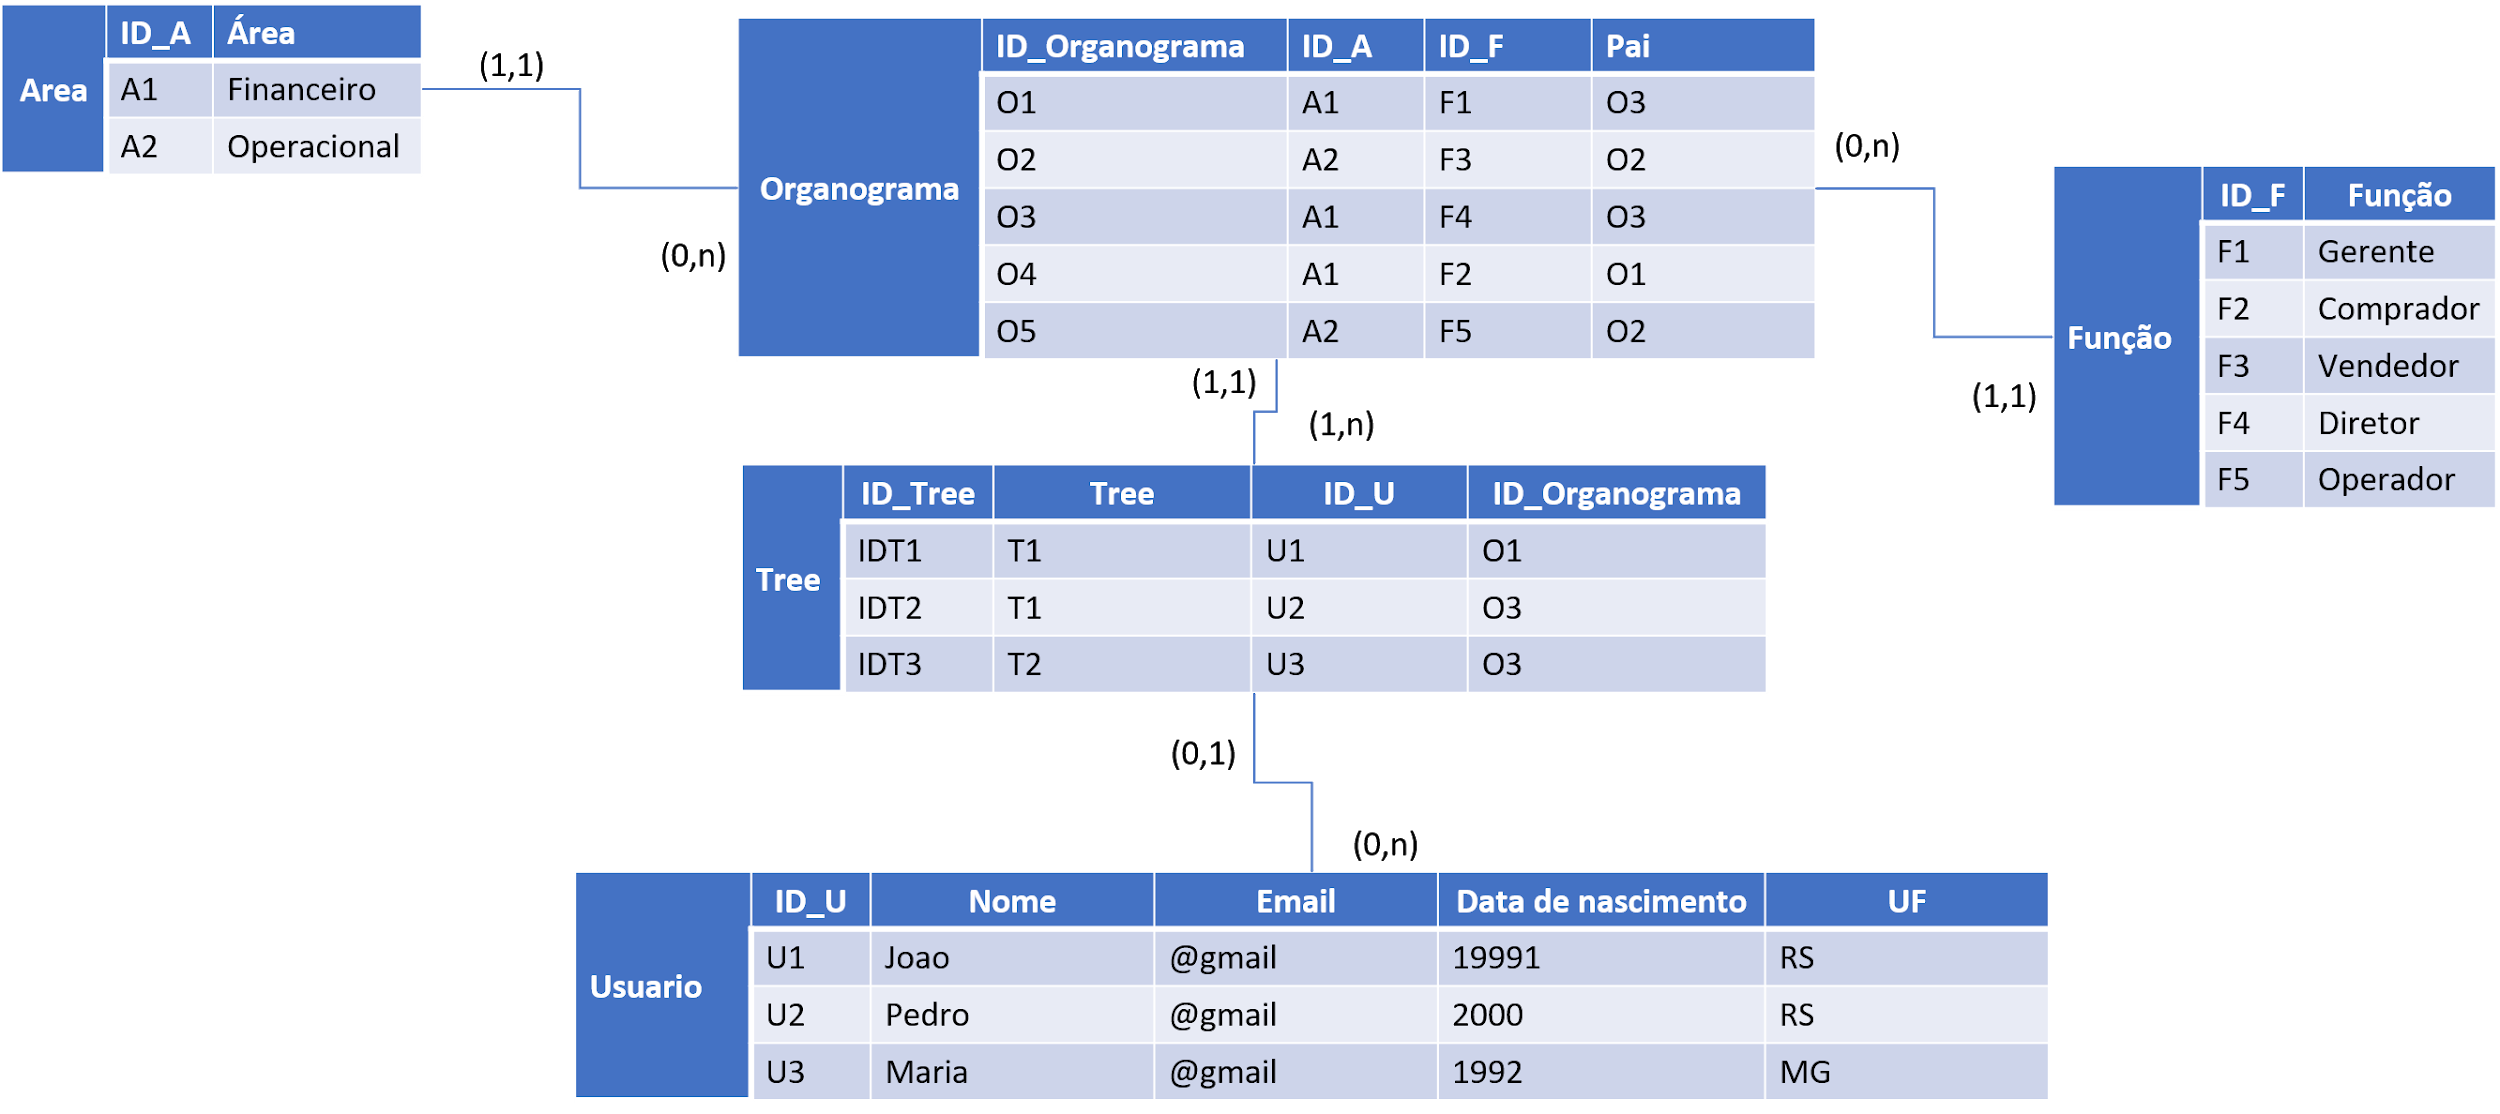 Area
ID_A Área
A1 Financeiro
A2 Operacional
(1,1)
(0,n)
Organograma
ID_Organograma ID_A ID_F Pai
O1 A1 F1 O3
O2 A2 F3 O2
O3 A1 F4 O3
O4 A1 F2 O1
O5 A2 F5 O2
(0,n)
(1,1)
Função
ID_F Função
F1 Gerente
F2 Comprador
F3 Vendedor
F4 Diretor
F5 Operador
(1,1)
(1,n)
Tree
ID_Tree Tree ID_U ID_Organograma
IDT1 T1 U1 O1
IDT2 T1 U2 O3
IDT3 T2 U3 O3
(0,1)
(0,n)
Usuario
ID_U Nome Email Data de nascimento UF
U1 Joao @gmail 19991 RS
U2 Pedro @gmail 2000 RS
U3 Maria @gmail 1992 MG